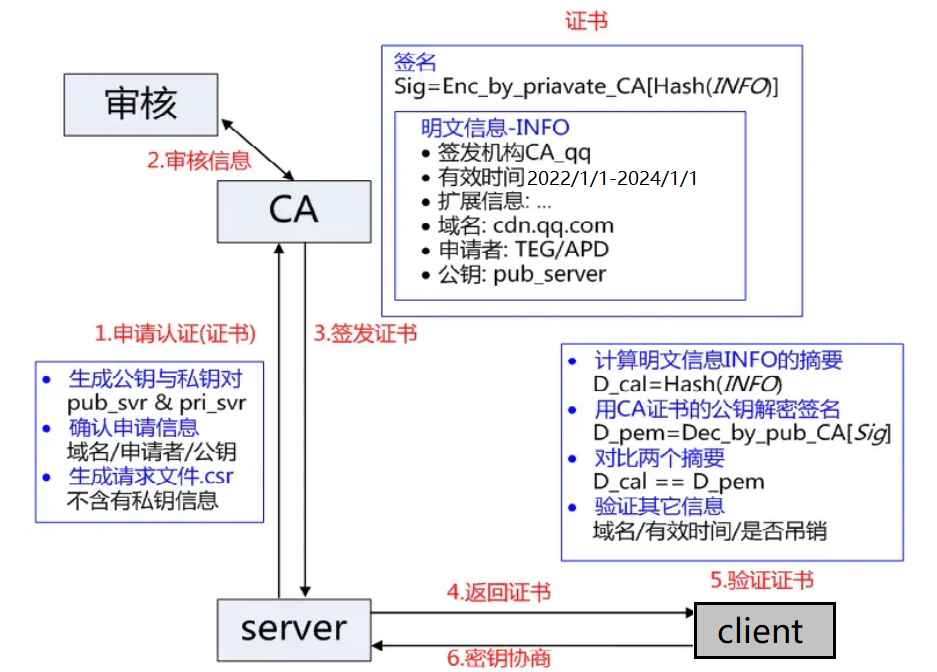 证书
签名
Sig=Enc_by_priavate_CA[Hash(INFO)]
明文信息-INFO
• 签发机构CA_qq
• 有效时间2022/1/1-2024/1/1
• 扩展信息: ...
• 域名: cdn.qq.com
• 申请者: TEG/APD
• 公钥: pub_server
审核
2.审核信息
CA
1.申请认证(证书)
3.签发证书
• 生成公钥与私钥对
pub_svr & pri_svr
• 确认申请信息
域名/申请者/公钥
• 生成请求文件.csr
不含有私钥信息
• 计算明文信息INFO的摘要
D_cal=Hash(INFO)
• 用CA证书的公钥解密签名
D_pem=Dec_by_pub_CA[Sig]
• 对比两个摘要
D_cal == D_pem
• 验证其它信息
域名/有效时间/是否吊销
server
4.返回证书
5.验证证书
client
6.密钥协商